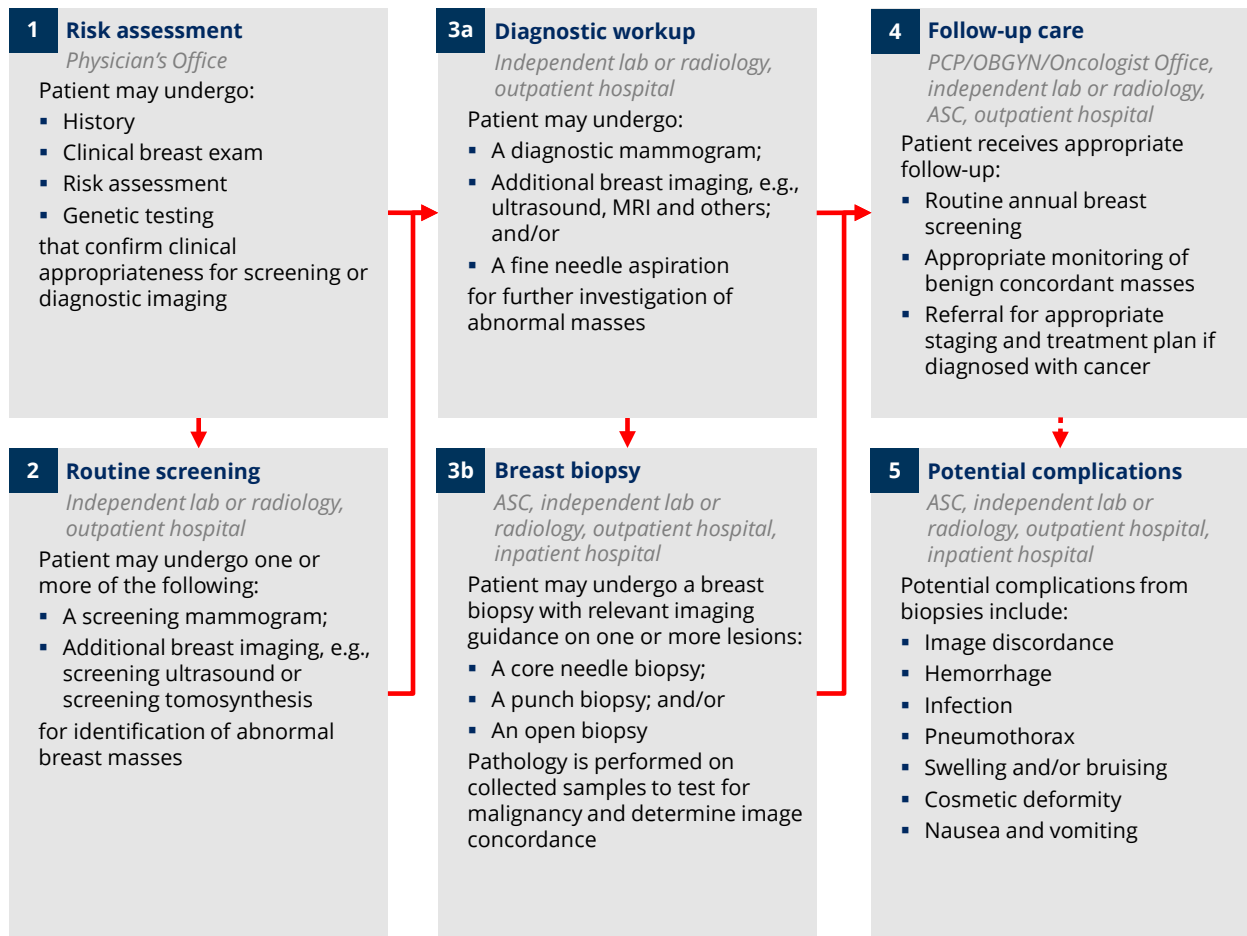 1 Risk assessment
Physician's Office
Patient may undergo:
▪ History
▪ Clinical breast exam
▪ Risk assessment
▪ Genetic testing
that confirm clinical
appropriateness for screening or
diagnostic imaging
2 Routine screening
Independent lab or radiology,
outpatient hospital
Patient may undergo one or
more of the following:
▪ A screening mammogram;
▪ Additional breast imaging, e.g.,
screening ultrasound or
screening tomosynthesis
for identification of abnormal
breast masses
3a Diagnostic workup
Independent lab or radiology,
outpatient hospital
Patient may undergo:
▪ A diagnostic mammogram;
▪ Additional breast imaging, e.g.,
ultrasound, MRI and others;
and/or
▪ A fine needle aspiration
for further investigation of
abnormal masses
3b Breast biopsy
ASC, independent lab or
radiology, outpatient hospital,
inpatient hospital
Patient may undergo a breast
biopsy with relevant imaging
guidance on one or more lesions:
▪ A core needle biopsy;
▪ A punch biopsy; and/or
▪ An open biopsy
Pathology is performed on
collected samples to test for
malignancy and determine image
concordance
4 Follow-up care
PCP/OBGYN/Oncologist Office,
independent lab or radiology,
ASC, outpatient hospital
Patient receives appropriate
follow-up:
▪ Routine annual breast
screening
▪ Appropriate monitoring of
benign concordant masses
▪ Referral for appropriate
staging and treatment plan if
diagnosed with cancer
5 Potential complications
ASC, independent lab or
radiology, outpatient hospital,
inpatient hospital
Potential complications from
biopsies include:
▪ Image discordance
▪ Hemorrhage
▪ Infection
▪ Pneumothorax
▪ Swelling and/or bruising
▪ Cosmetic deformity
▪ Nausea and vomiting